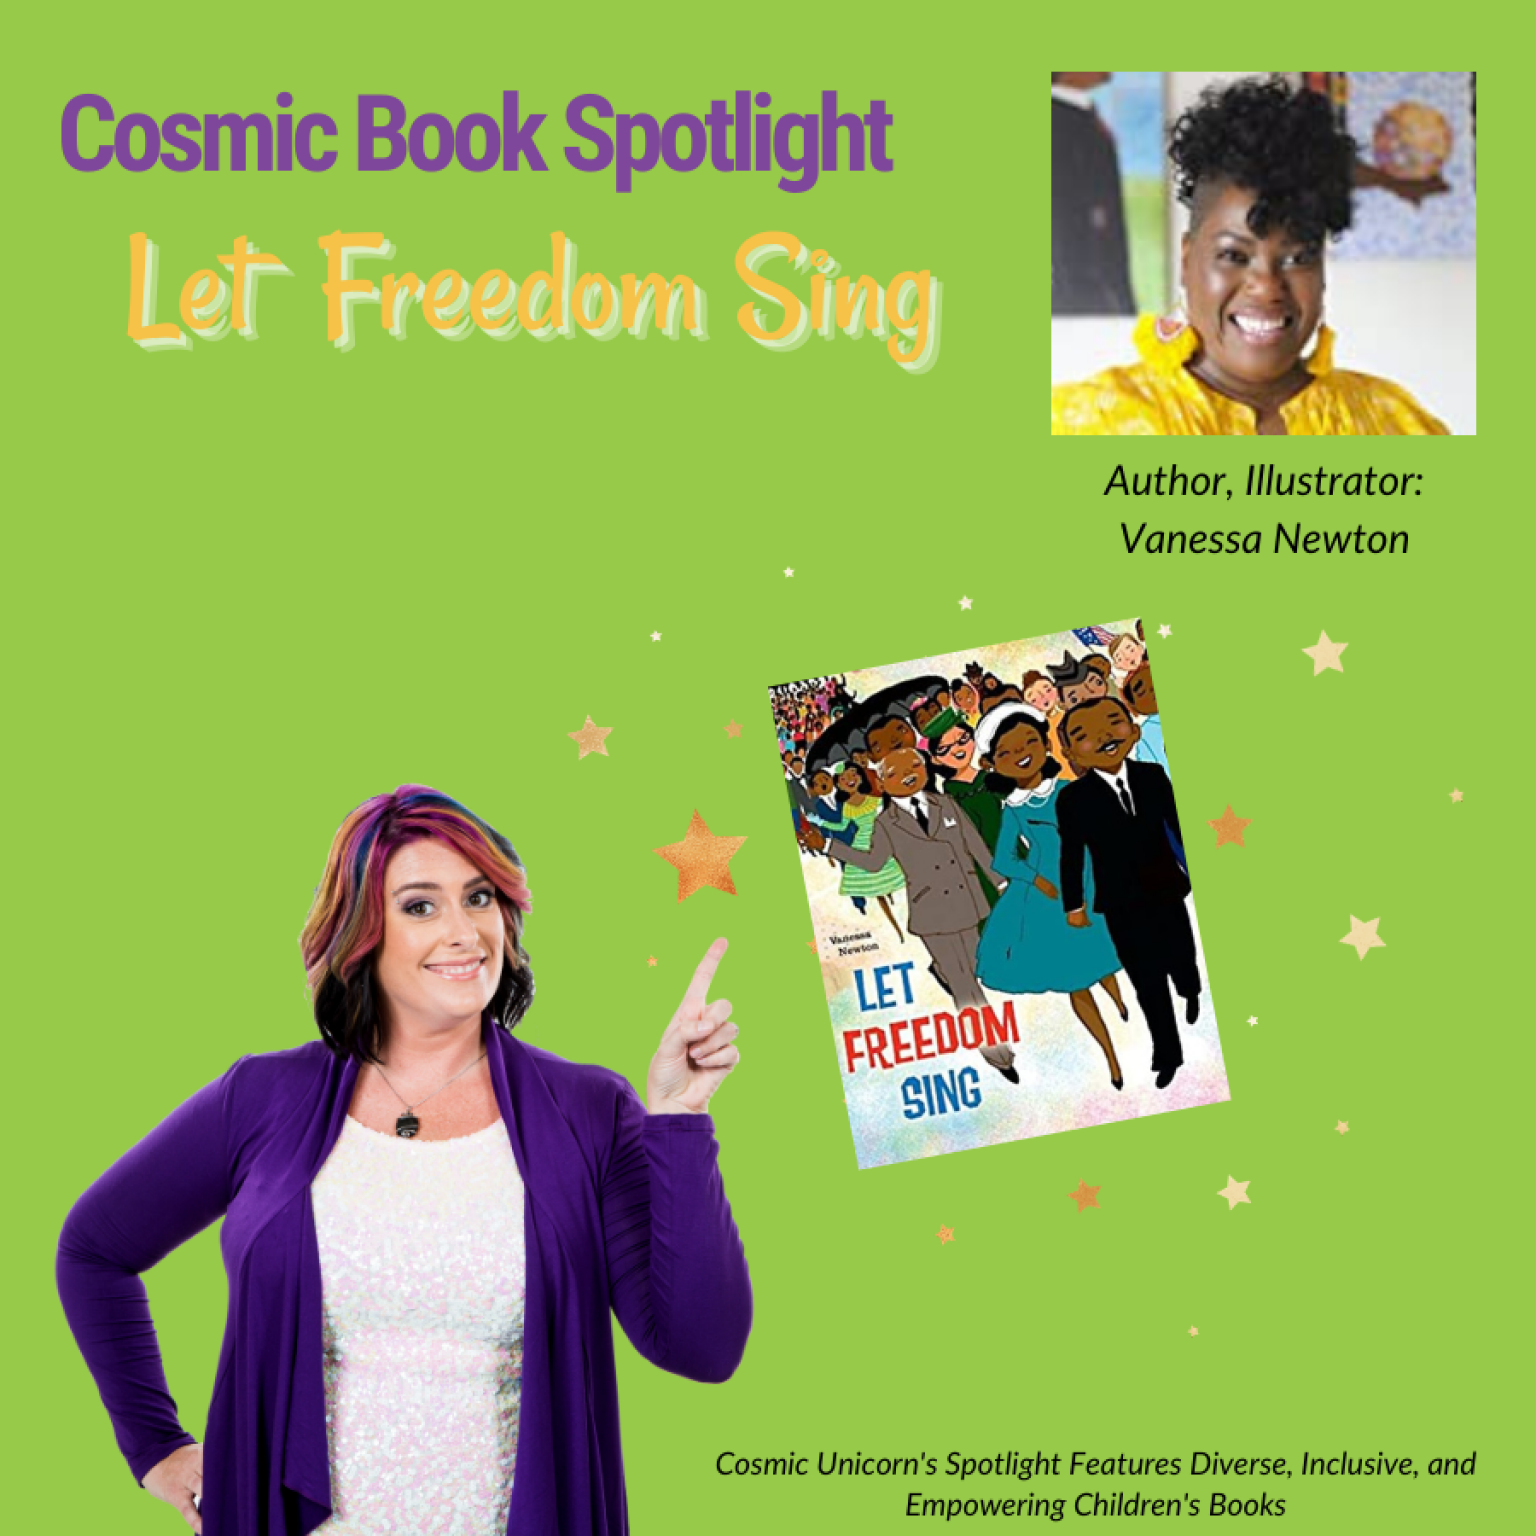 Cosmic Book Spotlight
Let Freedom Sing
Author, Illustrator:
Vanessa Newton
Vanessa
Newton
LET
FREEDOM
SING
Cosmic Unicorn's Spotlight Features Diverse, Inclusive, and
Empowering Children's Books